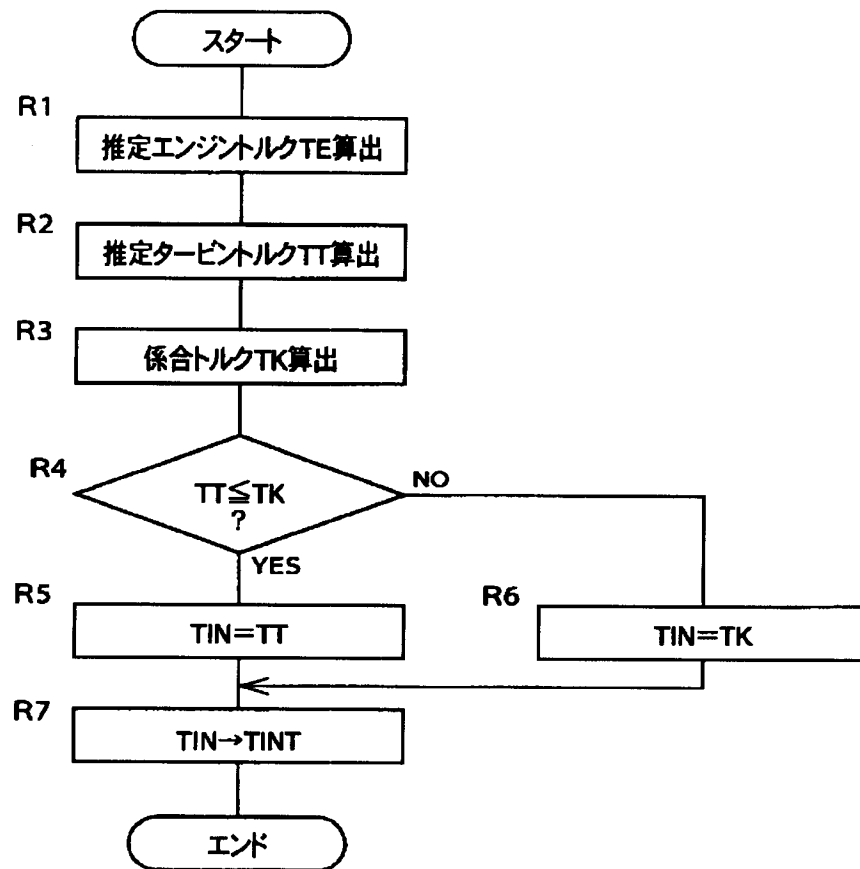 スタート
R1
推定エンジントルクTE算出
R2
推定タービントルクTT算出
R3
係合トルクTK算出
R4
TT≦TK
?
NO
YES
R5
TIN=TT
R6
TIN=TK
R7
TIN→TINT
エンド